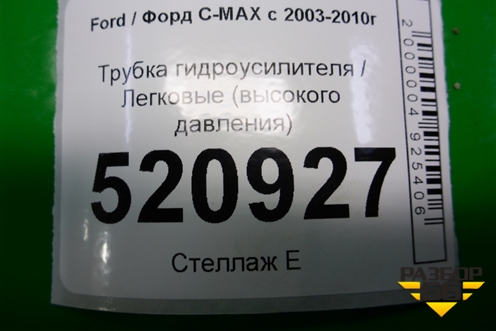 Ford / Форд C-MAX с 2003-2010г
Трубка гидроусилителя /
Легковые (высокого
давления)
520927
Стеллаж Е
2000004925406
РАЗБОР